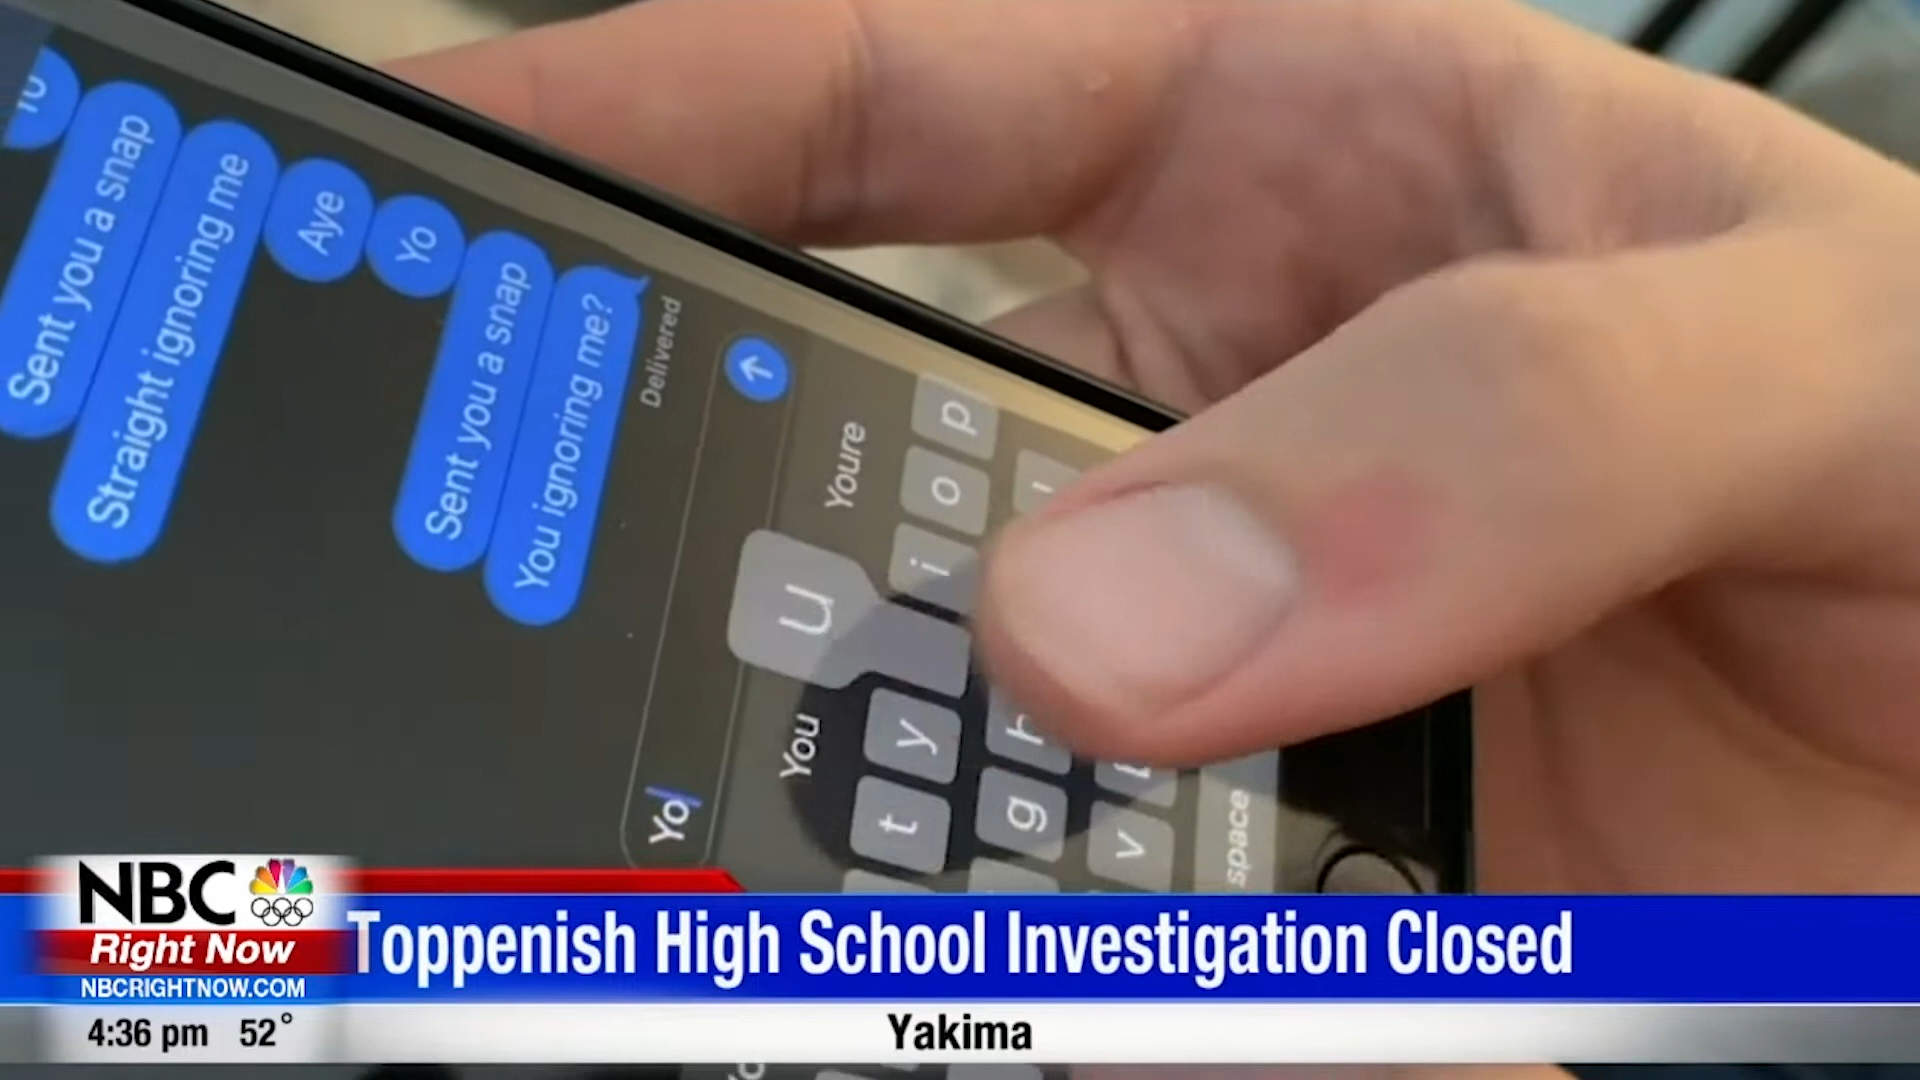 Yo
Sent you a snap
Straight ignoring me
Aye
Yo
Sent you a snap
You ignoring me?
Delivered
Yo
You
Youre
t
y
U
i
o
p
g
h
v
space
NBC
Right Now
NBCRIGHTNOW.COM
Toppenish High School Investigation Closed
4:36 pm 52°
Yakima